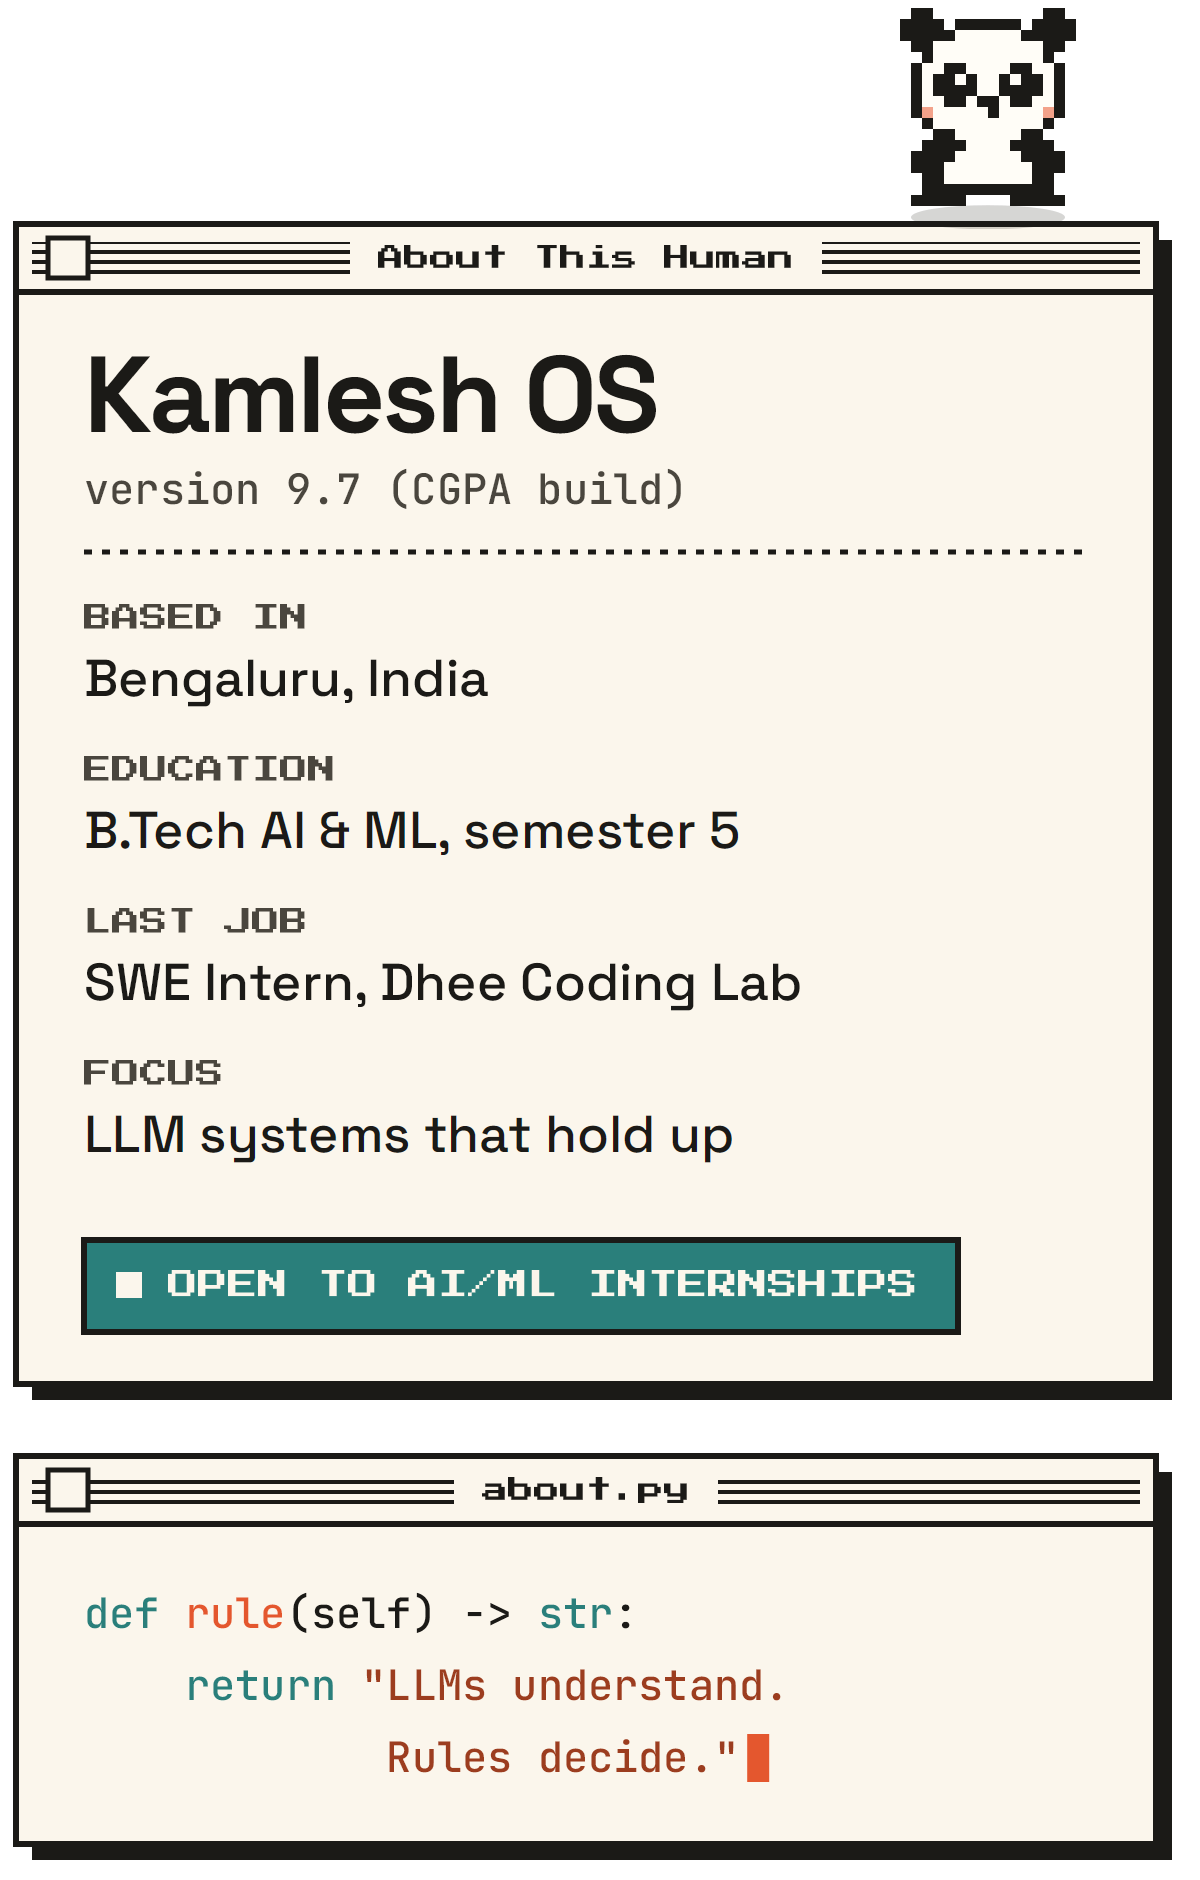 About This Human
Kamlesh OS
version 9.7 (CGPA build)
BASED IN
Bengaluru, India
EDUCATION
B.Tech AI & ML, semester 5
LAST JOB
SWE Intern, Dhee Coding Lab
FOCUS
LLM systems that hold up
OPEN TO AI/ML INTERNSHIPS
about.py
def rule(self) -> str:
    return "LLMs understand.
            Rules decide."